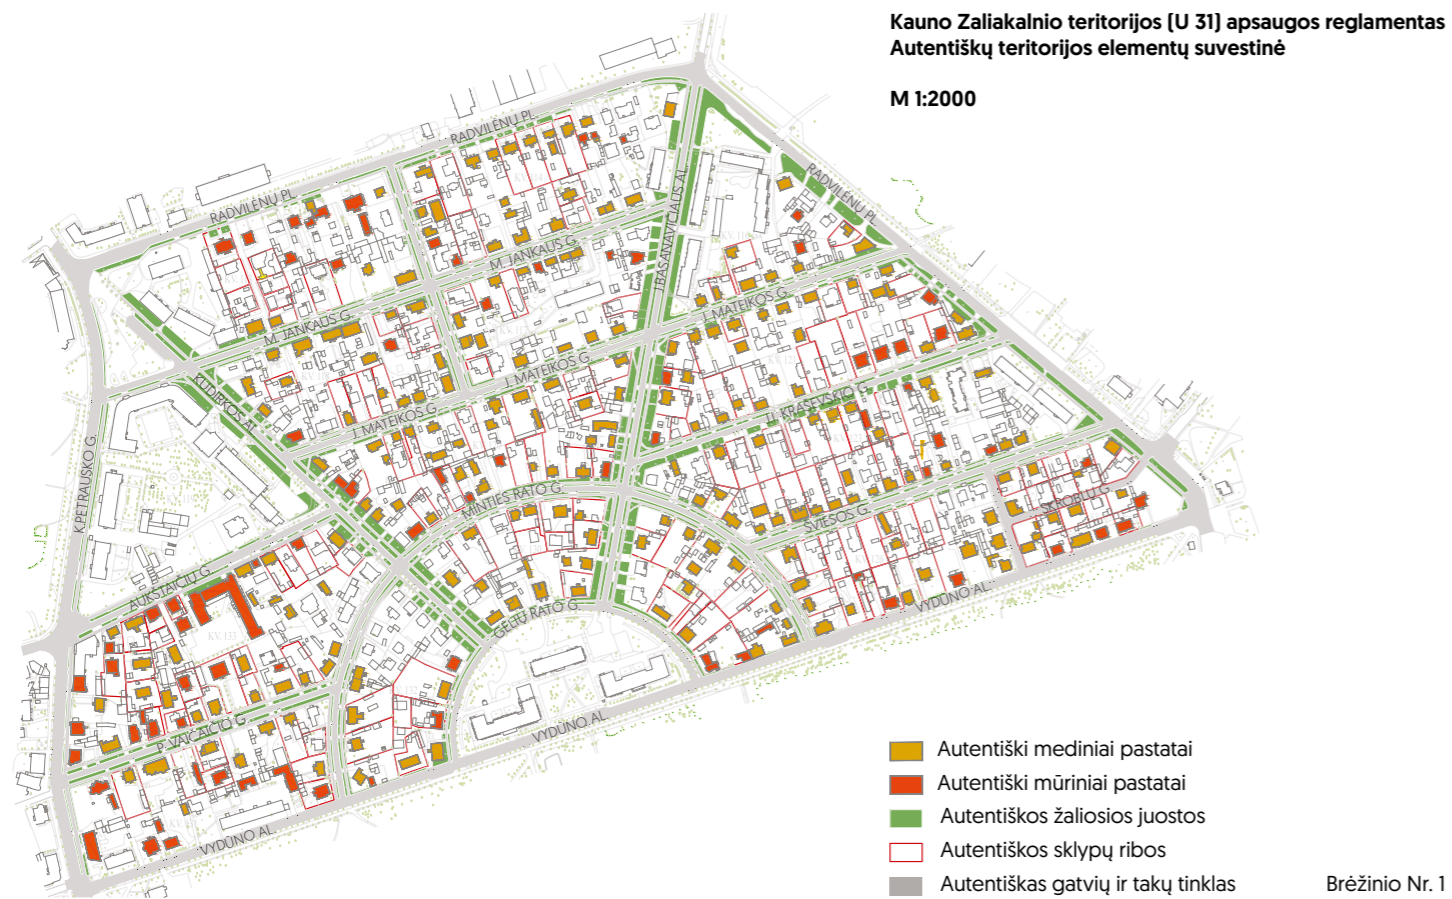 Kauno Zaliakalnio teritorijos (U 31) apsaugos reglamentas
Autentiškų teritorijos elementų suvestinė
M 1:2000
RADVILĖNŲ PL.
RADVILĖNŲ PL.
RADVILĖNŲ PL.
J.BASANAVIČIAUS AL.
M. JANKAUS G.
M. JANKAUS G.
J. MATEIKOS G.
J. MATEIKOS G.
J. MATEIKOS G.
V. KUDIRKOS AL.
J.I. KRAŠEVSKIO G.
K.PETRAUSKO G.
MINTIES RATO G.
ŠVIESOS G.
SKROBLŲ G.
AUKŠTAIČIŲ G.
KV. 133
GĖLIŲ RATO G.
VYDŪNO AL.
P. VAIČAIČIO G.
VYDŪNO AL.
VYDŪNO AL.
Autentiški mediniai pastatai
Autentiški mūriniai pastatai
Autentiškos žaliosios juostos
Autentiškos sklypų ribos
Autentiškas gatvių ir takų tinklas
Brėžinio Nr. 1